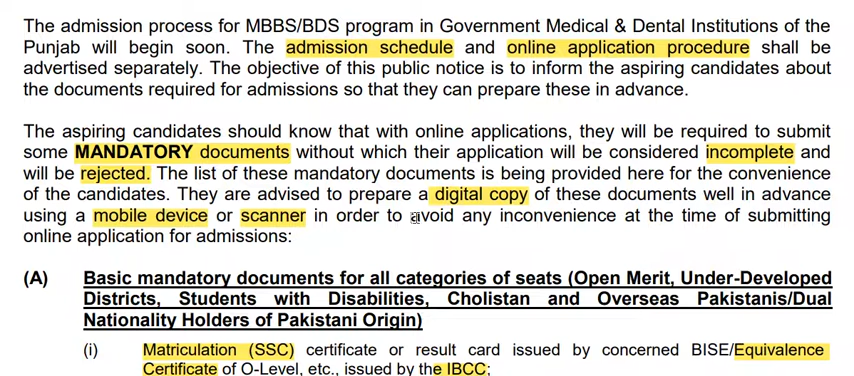 The admission process for MBBS/BDS program in Government Medical & Dental Institutions of the
Punjab will begin soon. The admission schedule and online application procedure shall be
advertised separately. The objective of this public notice is to inform the aspiring candidates about
the documents required for admissions so that they can prepare these in advance.
The aspiring candidates should know that with online applications, they will be required to submit
some MANDATORY documents without which their application will be considered incomplete and
will be rejected. The list of these mandatory documents is being provided here for the convenience
of the candidates. They are advised to prepare a digital copy of these documents well in advance
using a mobile device or scanner in order to avoid any inconvenience at the time of submitting
online application for admissions:
(A) Basic mandatory documents for all categories of seats (Open Merit, Under-Developed
Districts, Students with Disabilities, Cholistan and Overseas Pakistanis/Dual
Nationality Holders of Pakistani Origin)
(i) Matriculation (SSC) certificate or result card issued by concerned BISE/Equivalence
Certificate of O-Level, etc., issued by the IBCC;